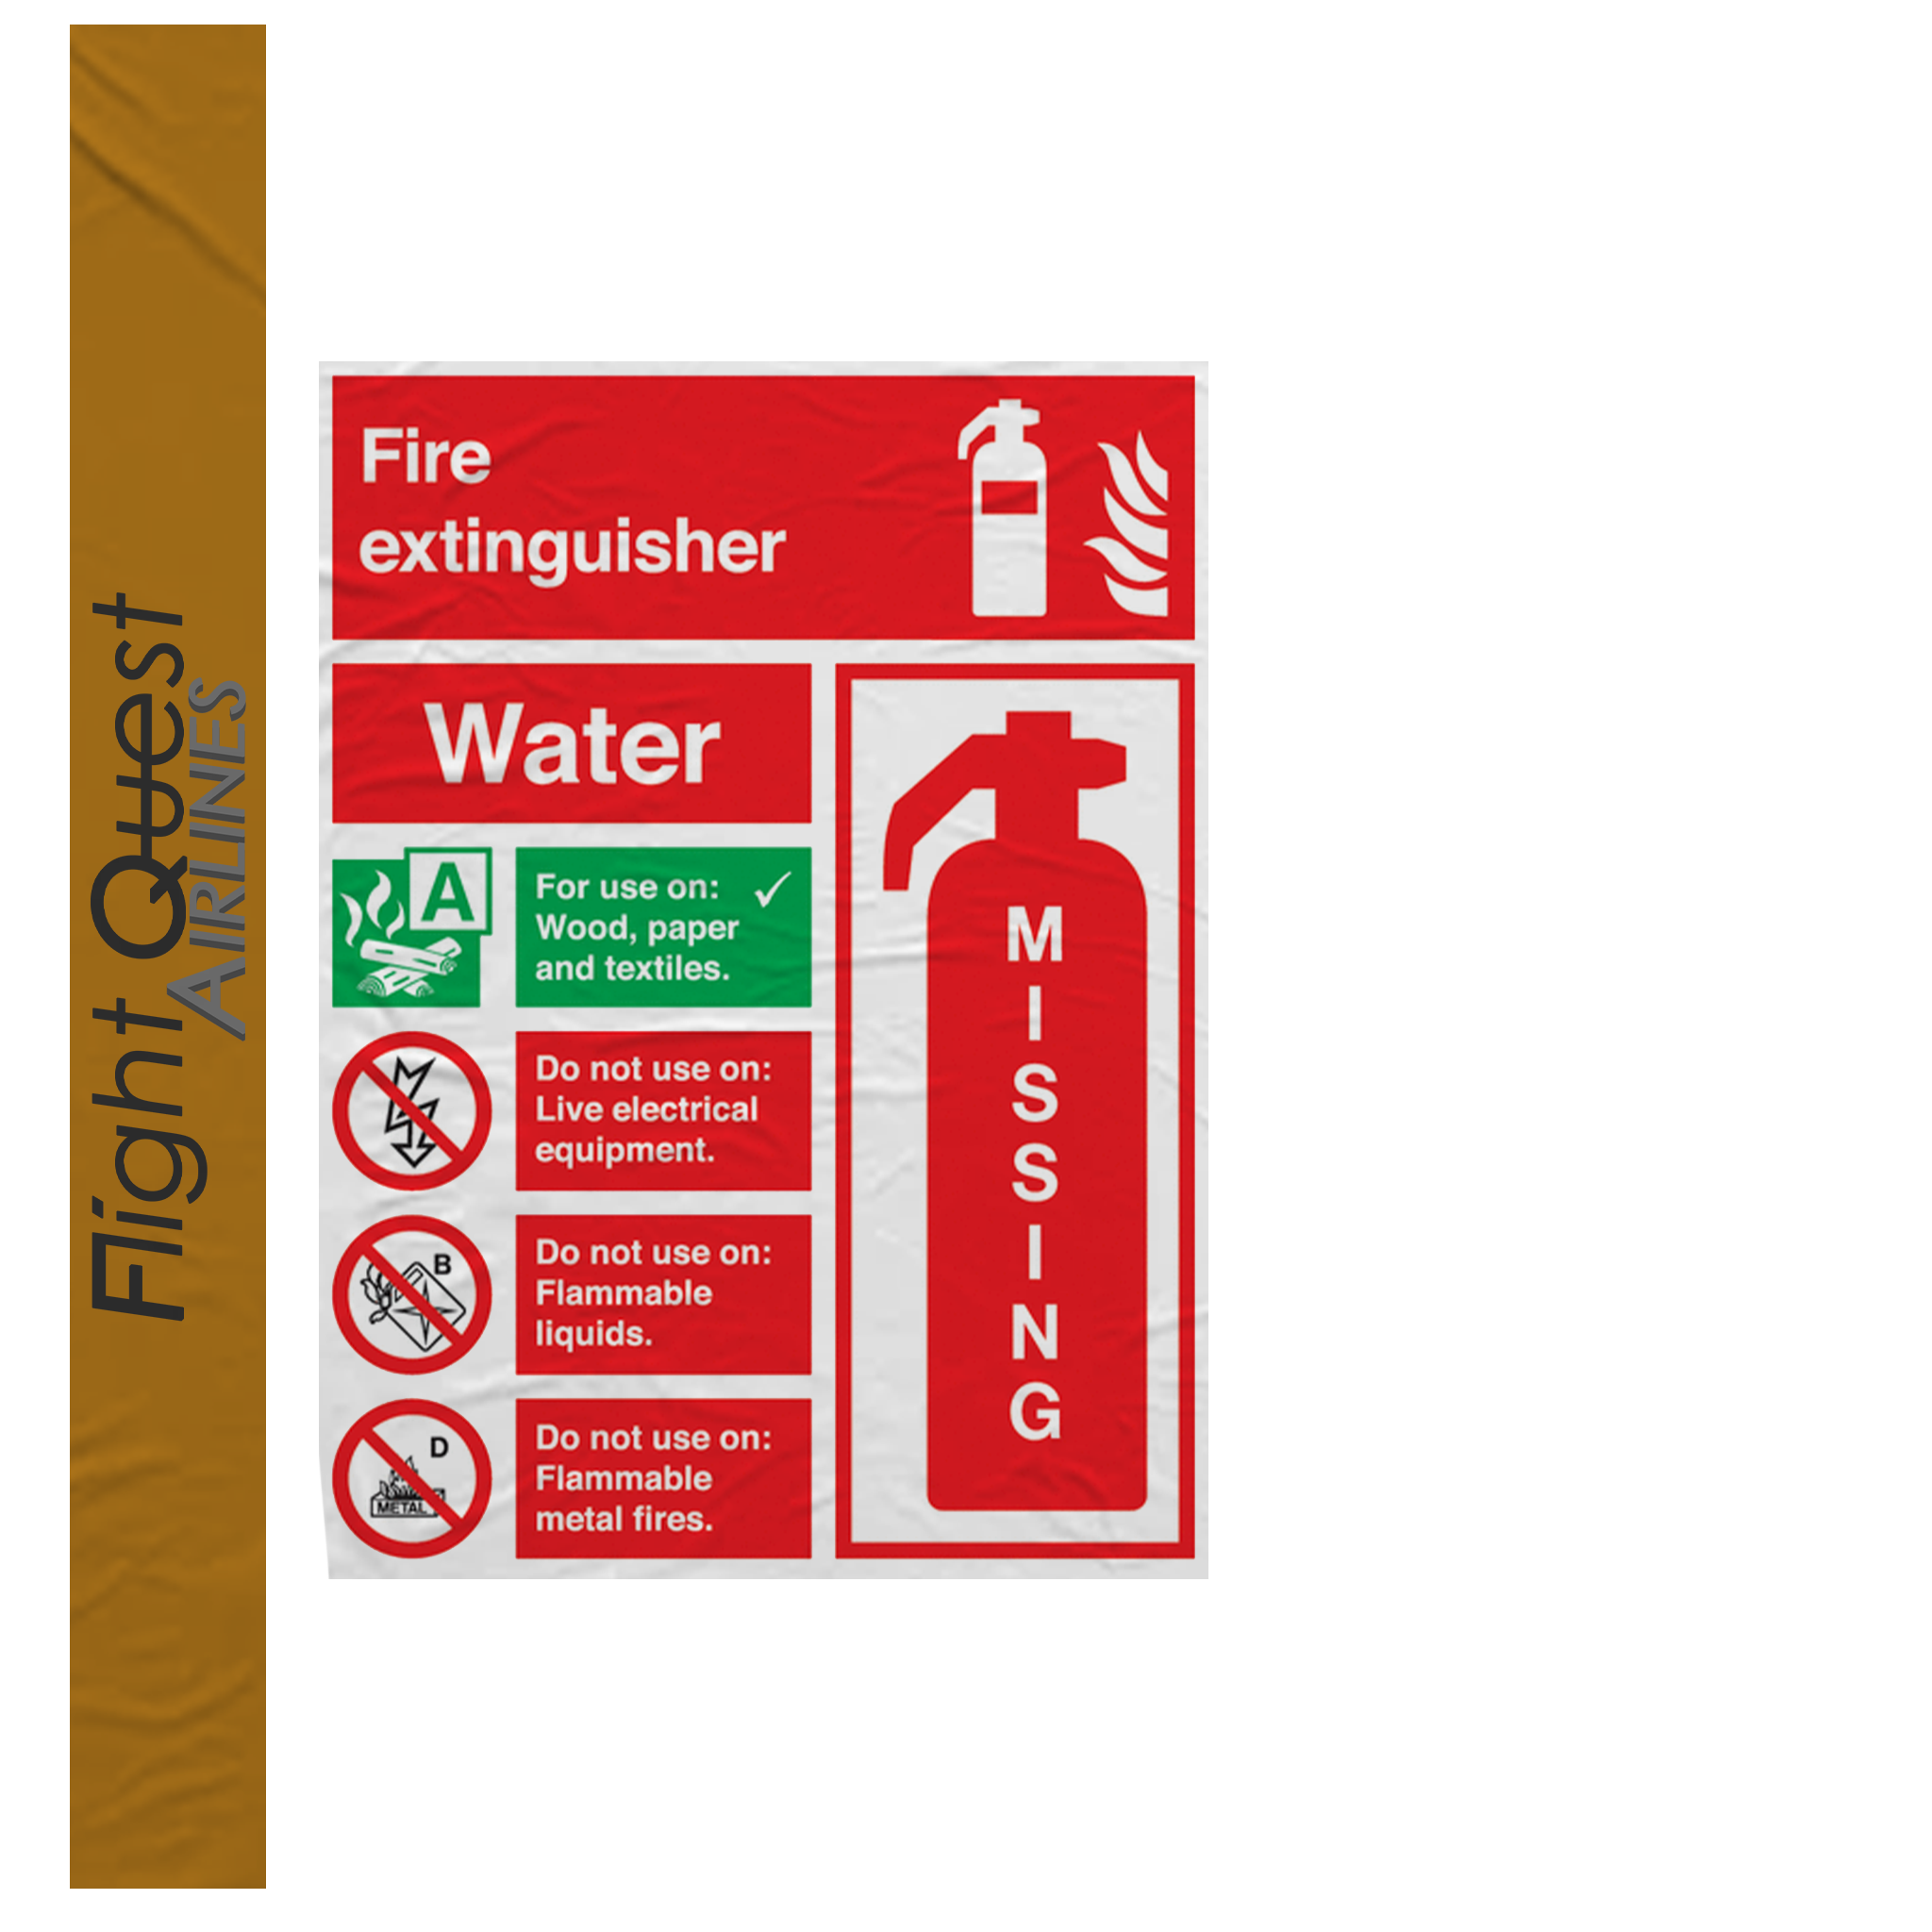 Flight Quest
AIRLINES
Fire
extinguisher
Water
A
For use on: ✓
Wood, paper
and textiles.
Do not use on:
Live electrical
equipment.
B
Do not use on:
Flammable
liquids.
D
METAL
Do not use on:
Flammable
metal fires.
M
I
S
S
I
N
G